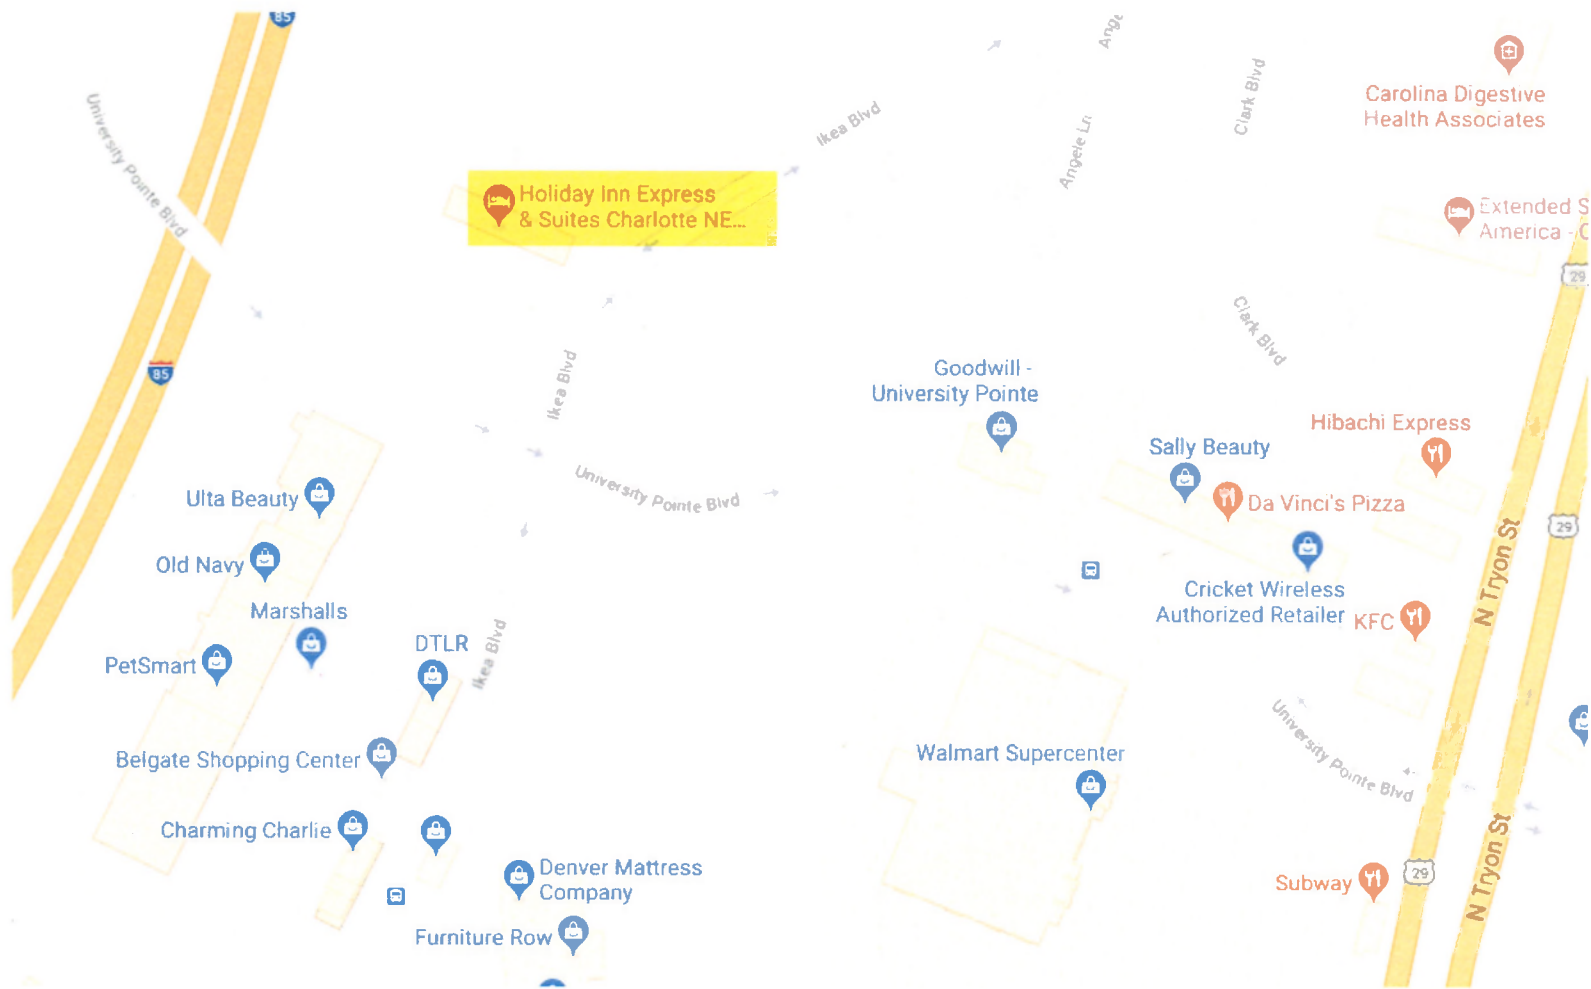 85
Ange
Carolina Digestive
Health Associates
University Pointe Blvd
Ikea Blvd
Angele Ln
Clark Blvd
Holiday Inn Express
& Suites Charlotte NE...
Extended S
America - C
29
85
Clark Blvd
Ikea Blvd
Goodwill -
University Pointe
Hibachi Express
Sally Beauty
Da Vinci's Pizza
Ulta Beauty
University Pointe Blvd
29
N Tryon St
Old Navy
Cricket Wireless
Authorized Retailer
KFC
Marshalls
DTLR
Ikea Blvd
PetSmart
University Pointe Blvd
Belgate Shopping Center
Walmart Supercenter
Charming Charlie
N Tryon St
Denver Mattress
Company
Subway
29
Furniture Row